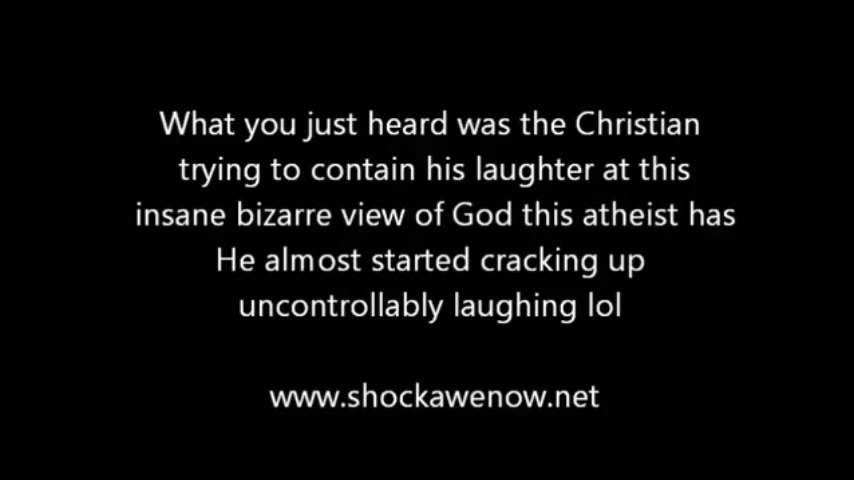 What you just heard was the Christian
trying to contain his laughter at this
insane bizarre view of God this atheist has
He almost started cracking up
uncontrollably laughing lol
www.shockawenow.net